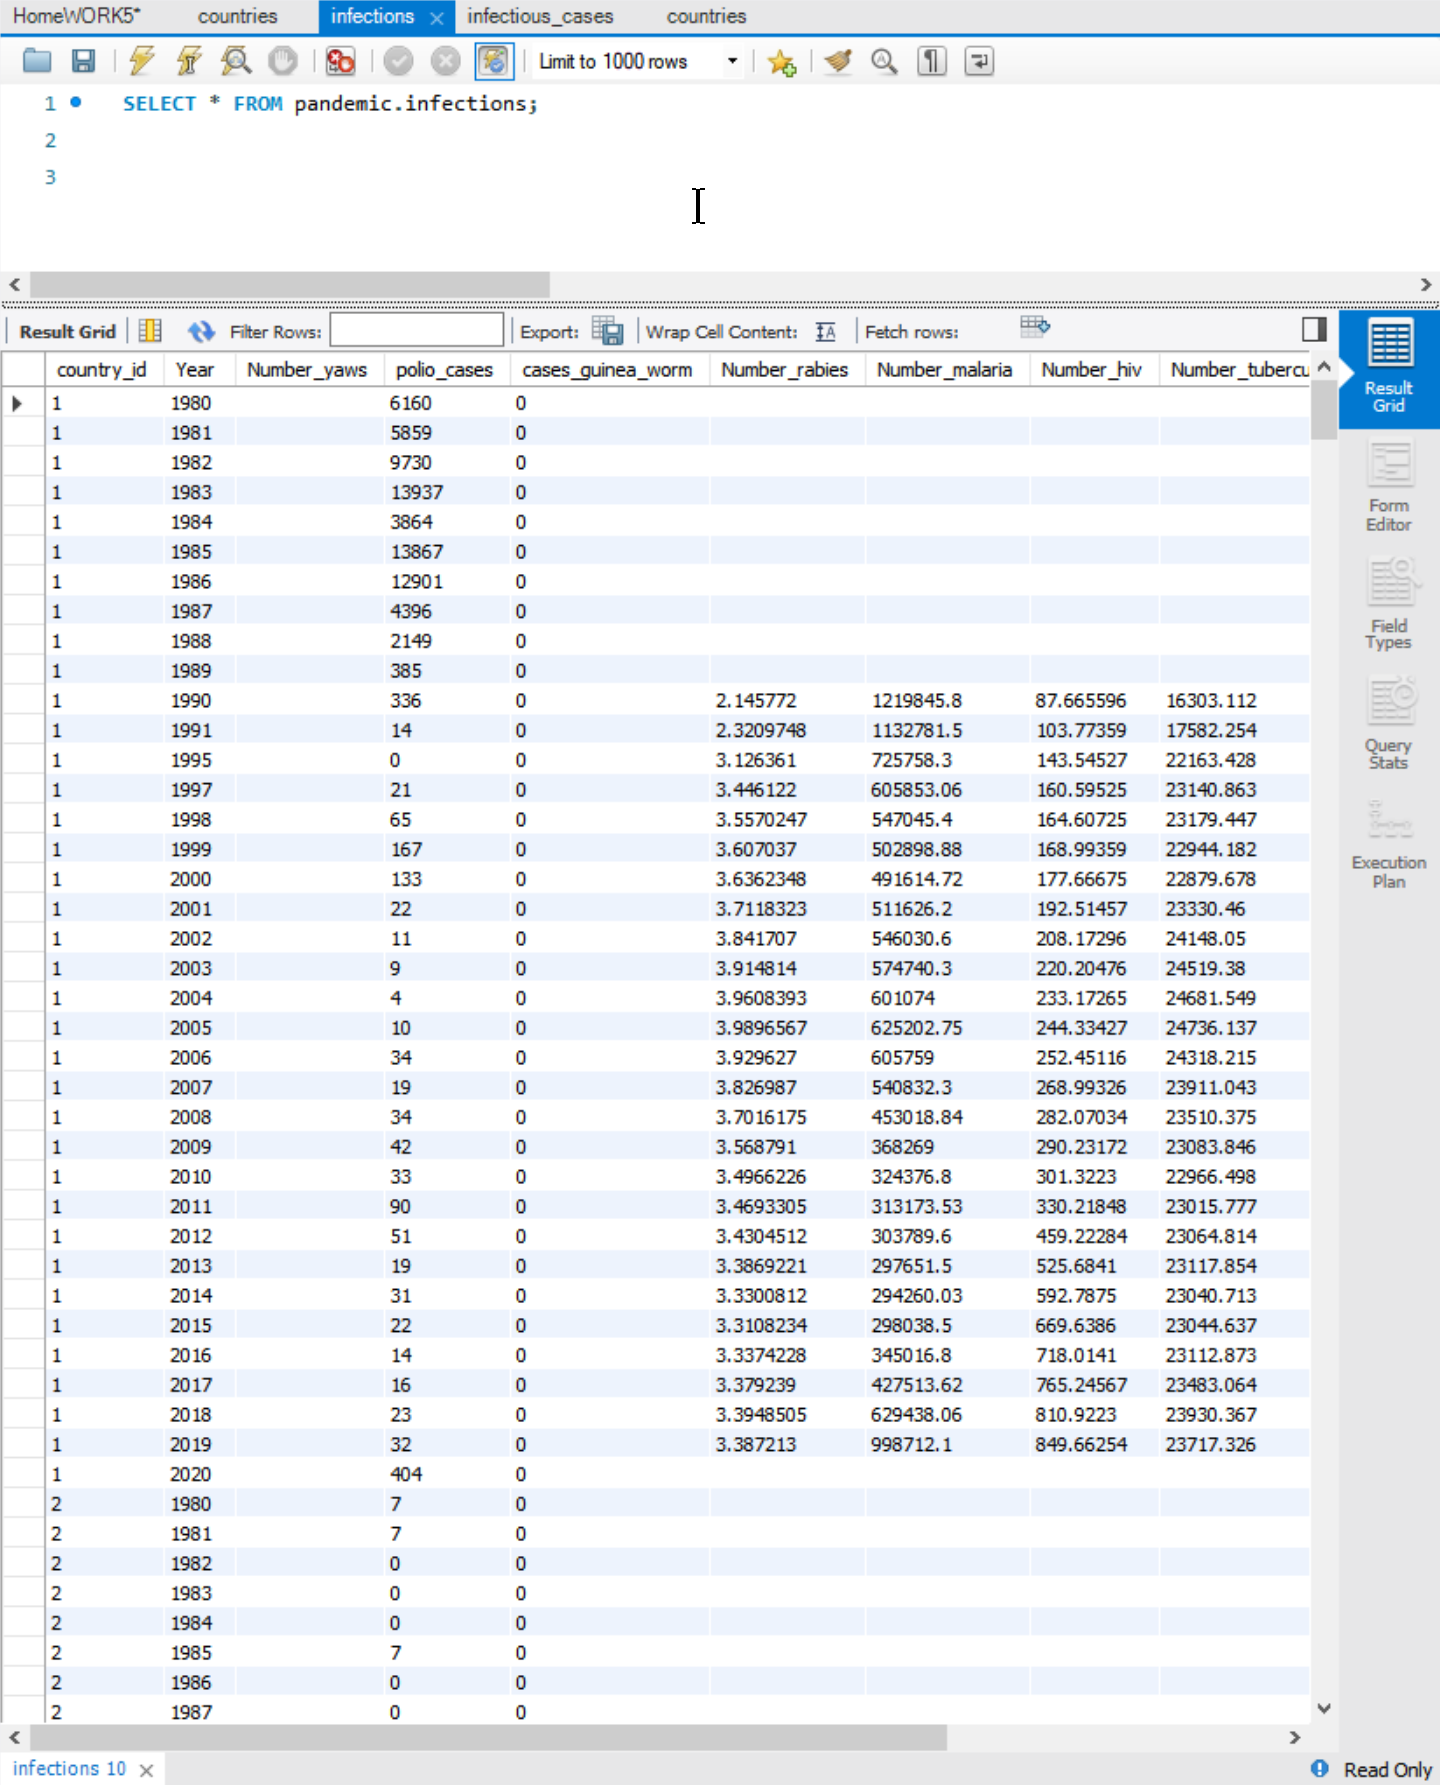 HomeWORK5* countries infections infectious_cases countries
Limit to 1000 rows
1 SELECT * FROM pandemic.infections;
2
3
Result Grid Filter Rows: Export: Wrap Cell Content: Fetch rows:
country_id Year Number_yaws polio_cases cases_guinea_worm Number_rabies Number_malaria Number_hiv Number_tubercu
1 1980 6160 0
1 1981 5859 0
1 1982 9730 0
1 1983 13937 0
1 1984 3864 0
1 1985 13867 0
1 1986 12901 0
1 1987 4396 0
1 1988 2149 0
1 1989 385 0
1 1990 336 0 2.145772 1219845.8 87.665596 16303.112
1 1991 14 0 2.3209748 1132781.5 103.77359 17582.254
1 1995 0 0 3.126361 725758.3 143.54527 22163.428
1 1997 21 0 3.446122 605853.06 160.59525 23140.863
1 1998 65 0 3.5570247 547045.4 164.60725 23179.447
1 1999 167 0 3.607037 502898.88 168.99359 22944.182
1 2000 133 0 3.6362348 491614.72 177.66675 22879.678
1 2001 22 0 3.7118323 511626.2 192.51457 23330.46
1 2002 11 0 3.841707 546030.6 208.17296 24148.05
1 2003 9 0 3.914814 574740.3 220.20476 24519.38
1 2004 4 0 3.9608393 601074 233.17265 24681.549
1 2005 10 0 3.9896567 625202.75 244.33427 24736.137
1 2006 34 0 3.929627 605759 252.45116 24318.215
1 2007 19 0 3.826987 540832.3 268.99326 23911.043
1 2008 34 0 3.7016175 453018.84 282.07034 23510.375
1 2009 42 0 3.568791 368269 290.23172 23083.846
1 2010 33 0 3.4966226 324376.8 301.3223 22966.498
1 2011 90 0 3.4693305 313173.53 330.21848 23015.777
1 2012 51 0 3.4304512 303789.6 459.22284 23064.814
1 2013 19 0 3.3869221 297651.5 525.6841 23117.854
1 2014 31 0 3.3300812 294260.03 592.7875 23040.713
1 2015 22 0 3.3108234 298038.5 669.6386 23044.637
1 2016 14 0 3.3374228 345016.8 718.0141 23112.873
1 2017 16 0 3.379239 427513.62 765.24567 23483.064
1 2018 23 0 3.3948505 629438.06 810.9223 23930.367
1 2019 32 0 3.387213 998712.1 849.66254 23717.326
1 2020 404 0
2 1980 7 0
2 1981 7 0
2 1982 0 0
2 1983 0 0
2 1984 0 0
2 1985 7 0
2 1986 0 0
2 1987 0 0
Result
Grid
Form
Editor
Field
Types
Query
Stats
Execution
Plan
infections 10 Read Only